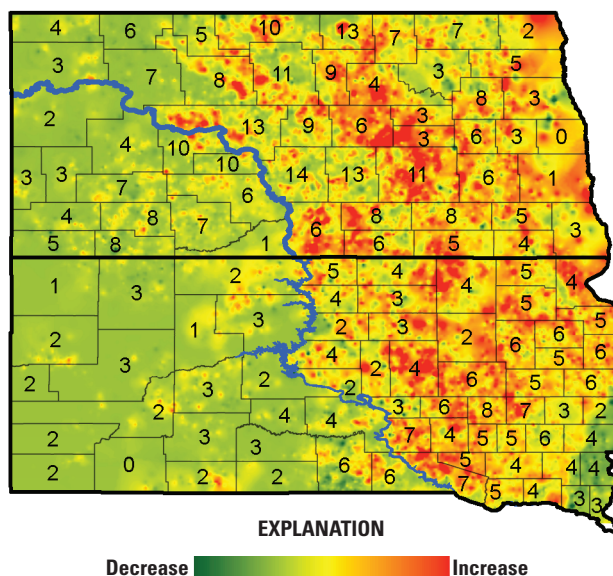 4 6 5 10 13 7 7 2
3 7 8 11 9 4 3 5
2 8 3
4 10 13 9 6 3 3 6 3 0
3 3 7 10 6 14 13 11 6 1
4 8 7 6 8 8 5 3
5 8 1 6 5 4
1 3 2 5 4 4 5 4
4 3 5
2 1 3 2 3 2 6 6 6
3 5 6
2 2 3 2 4 2 4 6 5 6
2 3 6 8 7 3 2
2 3 3 4 4 7 4 5 5 6 4
2 0 2 2 6 6 5 4 4 4
7 5 4 3 3
EXPLANATION
Decrease Increase